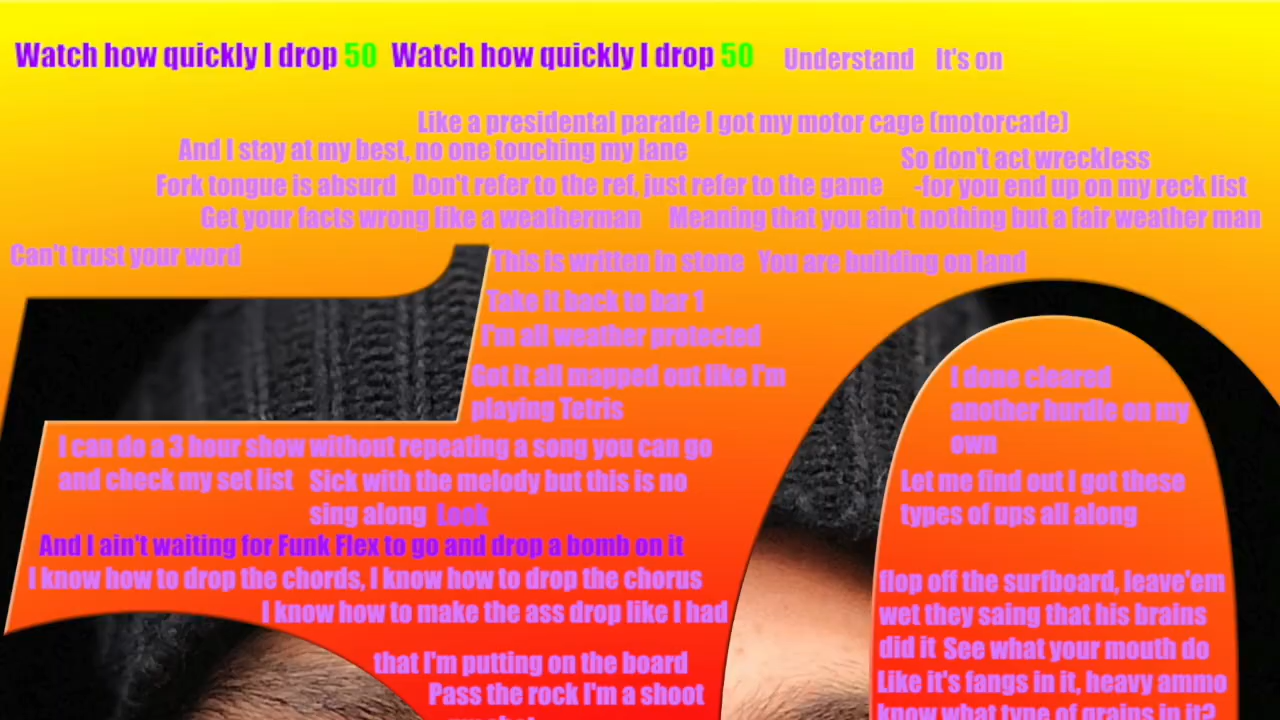 Watch how quickly I drop 50 Watch how quickly I drop 50 Understand It's on
Like a presidental parade I got my motor cage (motorcade)
And I stay at my best, no one touching my lane
So don't act wreckless
Fork tongue is absurd Don't refer to the ref, just refer to the game -for you end up on my reck list
Get your facts wrong like a weatherman Meaning that you ain't nothing but a fair weather man
Can't trust your word
This is written in stone You are building on land
Take it back to bar 1
I'm all weather protected
Got it all mapped out like I'm
playing Tetris
I can do a 3 hour show without repeating a song you can go
and check my set list Sick with the melody but this is no
sing along Look
And I ain't waiting for Funk Flex to go and drop a bomb on it
I know how to drop the chords, I know how to drop the chorus
I know how to make the ass drop like I had
that I'm putting on the board
Pass the rock I'm a shoot
my shot
I done cleared
another hurdle on my
own
Let me find out I got these
types of ups all along
flop off the surfboard, leave'em
wet they saing that his brains
did it See what your mouth do
Like it's fangs in it, heavy ammo
know what type of grains in it?